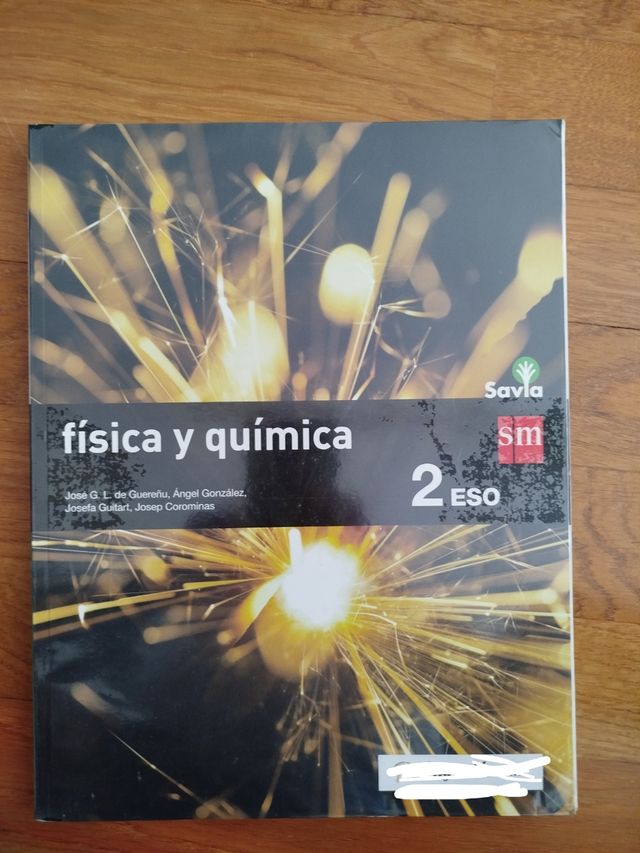 Savia
física y química
sm
José G. L. de Guereñu, Ángel González,
Josefa Guitart, Josep Corominas
2 ESO